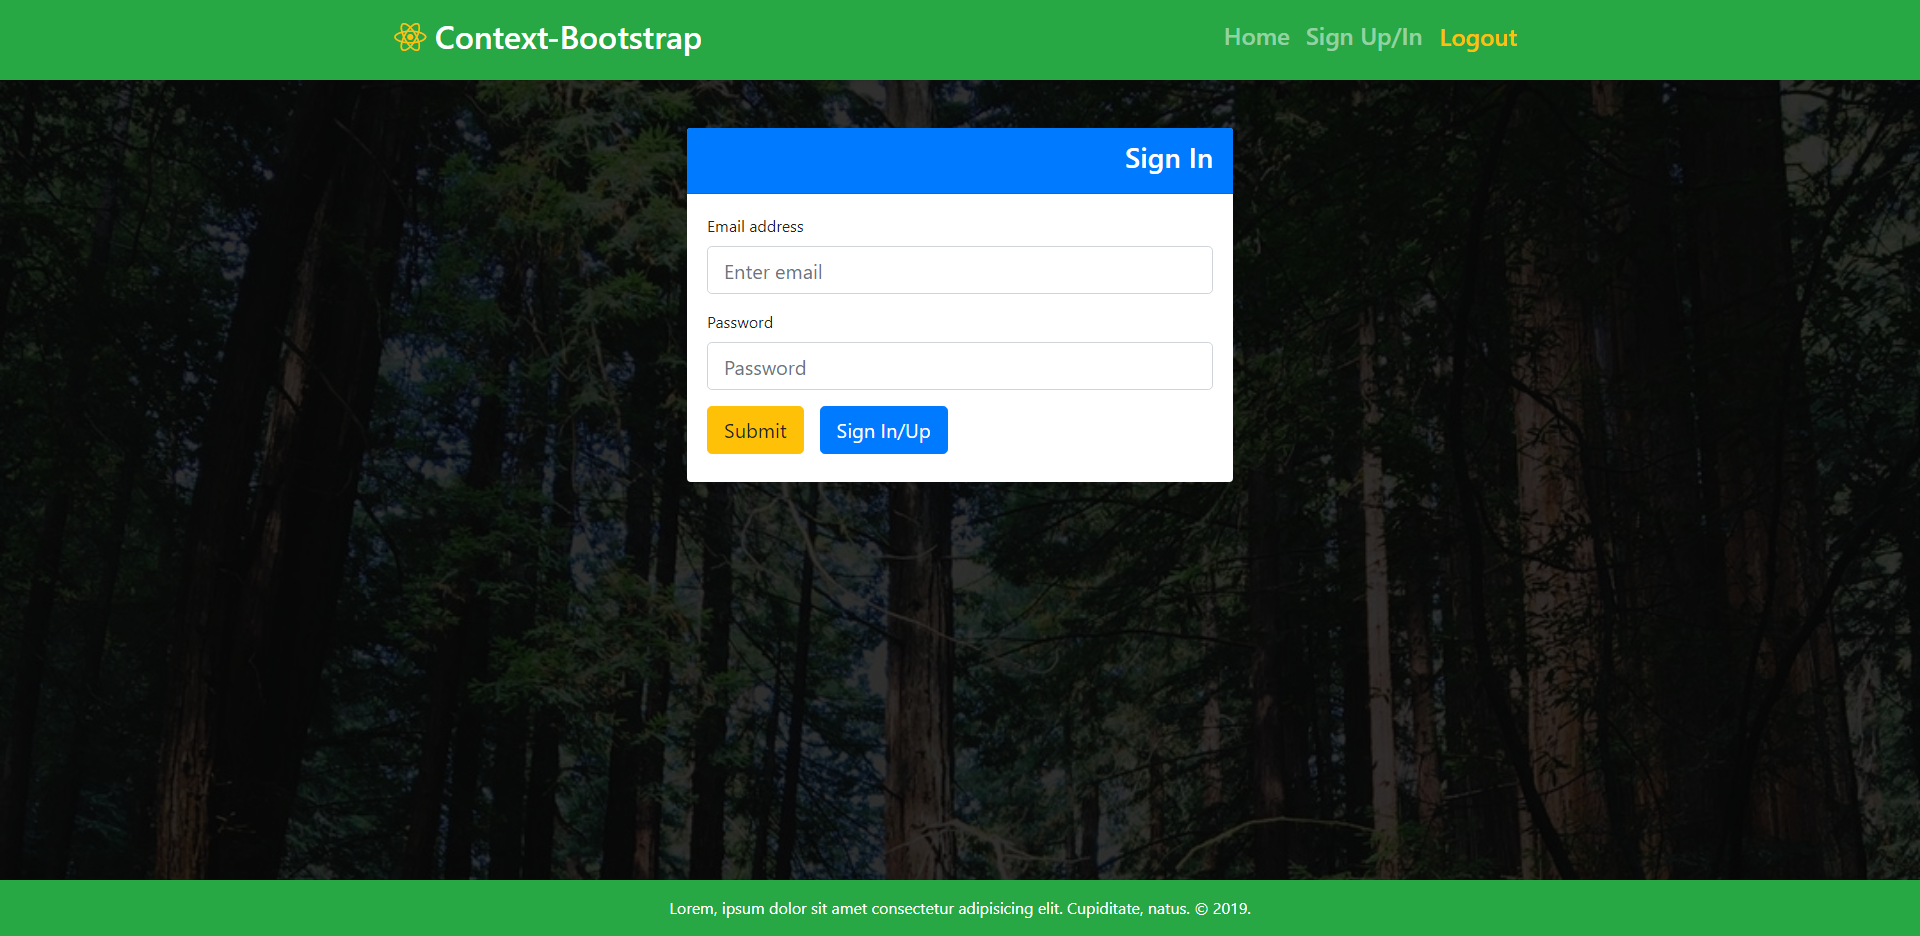 Context-Bootstrap
Home Sign Up/In Logout
Sign In
Email address
Enter email
Password
Password
Submit Sign In/Up
Lorem, ipsum dolor sit amet consectetur adipisicing elit. Cupiditate, natus. © 2019.